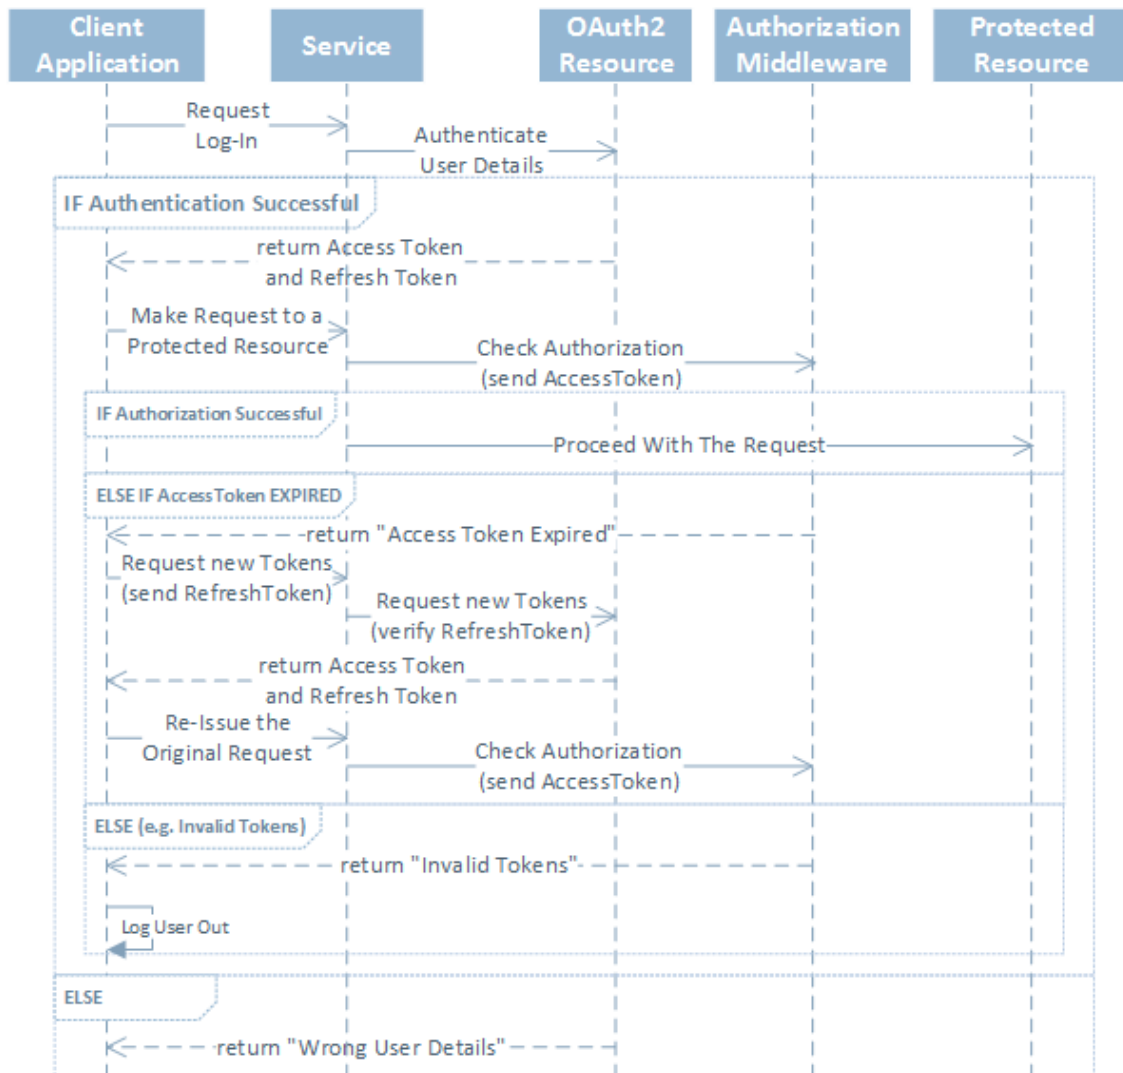 Client
Application
Service
OAuth2
Resource
Authorization
Middleware
Protected
Resource
Request
Log-In
Authenticate
User Details
IF Authentication Successful
return Access Token
and Refresh Token
Make Request to a
Protected Resource
Check Authorization
(send AccessToken)
IF Authorization Successful
Proceed With The Request
ELSE IF AccessToken EXPIRED
return "Access Token Expired"
Request new Tokens
(send RefreshToken)
Request new Tokens
(verify RefreshToken)
return Access Token
and Refresh Token
Re-Issue the
Original Request
Check Authorization
(send AccessToken)
ELSE (e.g. Invalid Tokens)
return "Invalid Tokens"
Log User Out
ELSE
return "Wrong User Details"